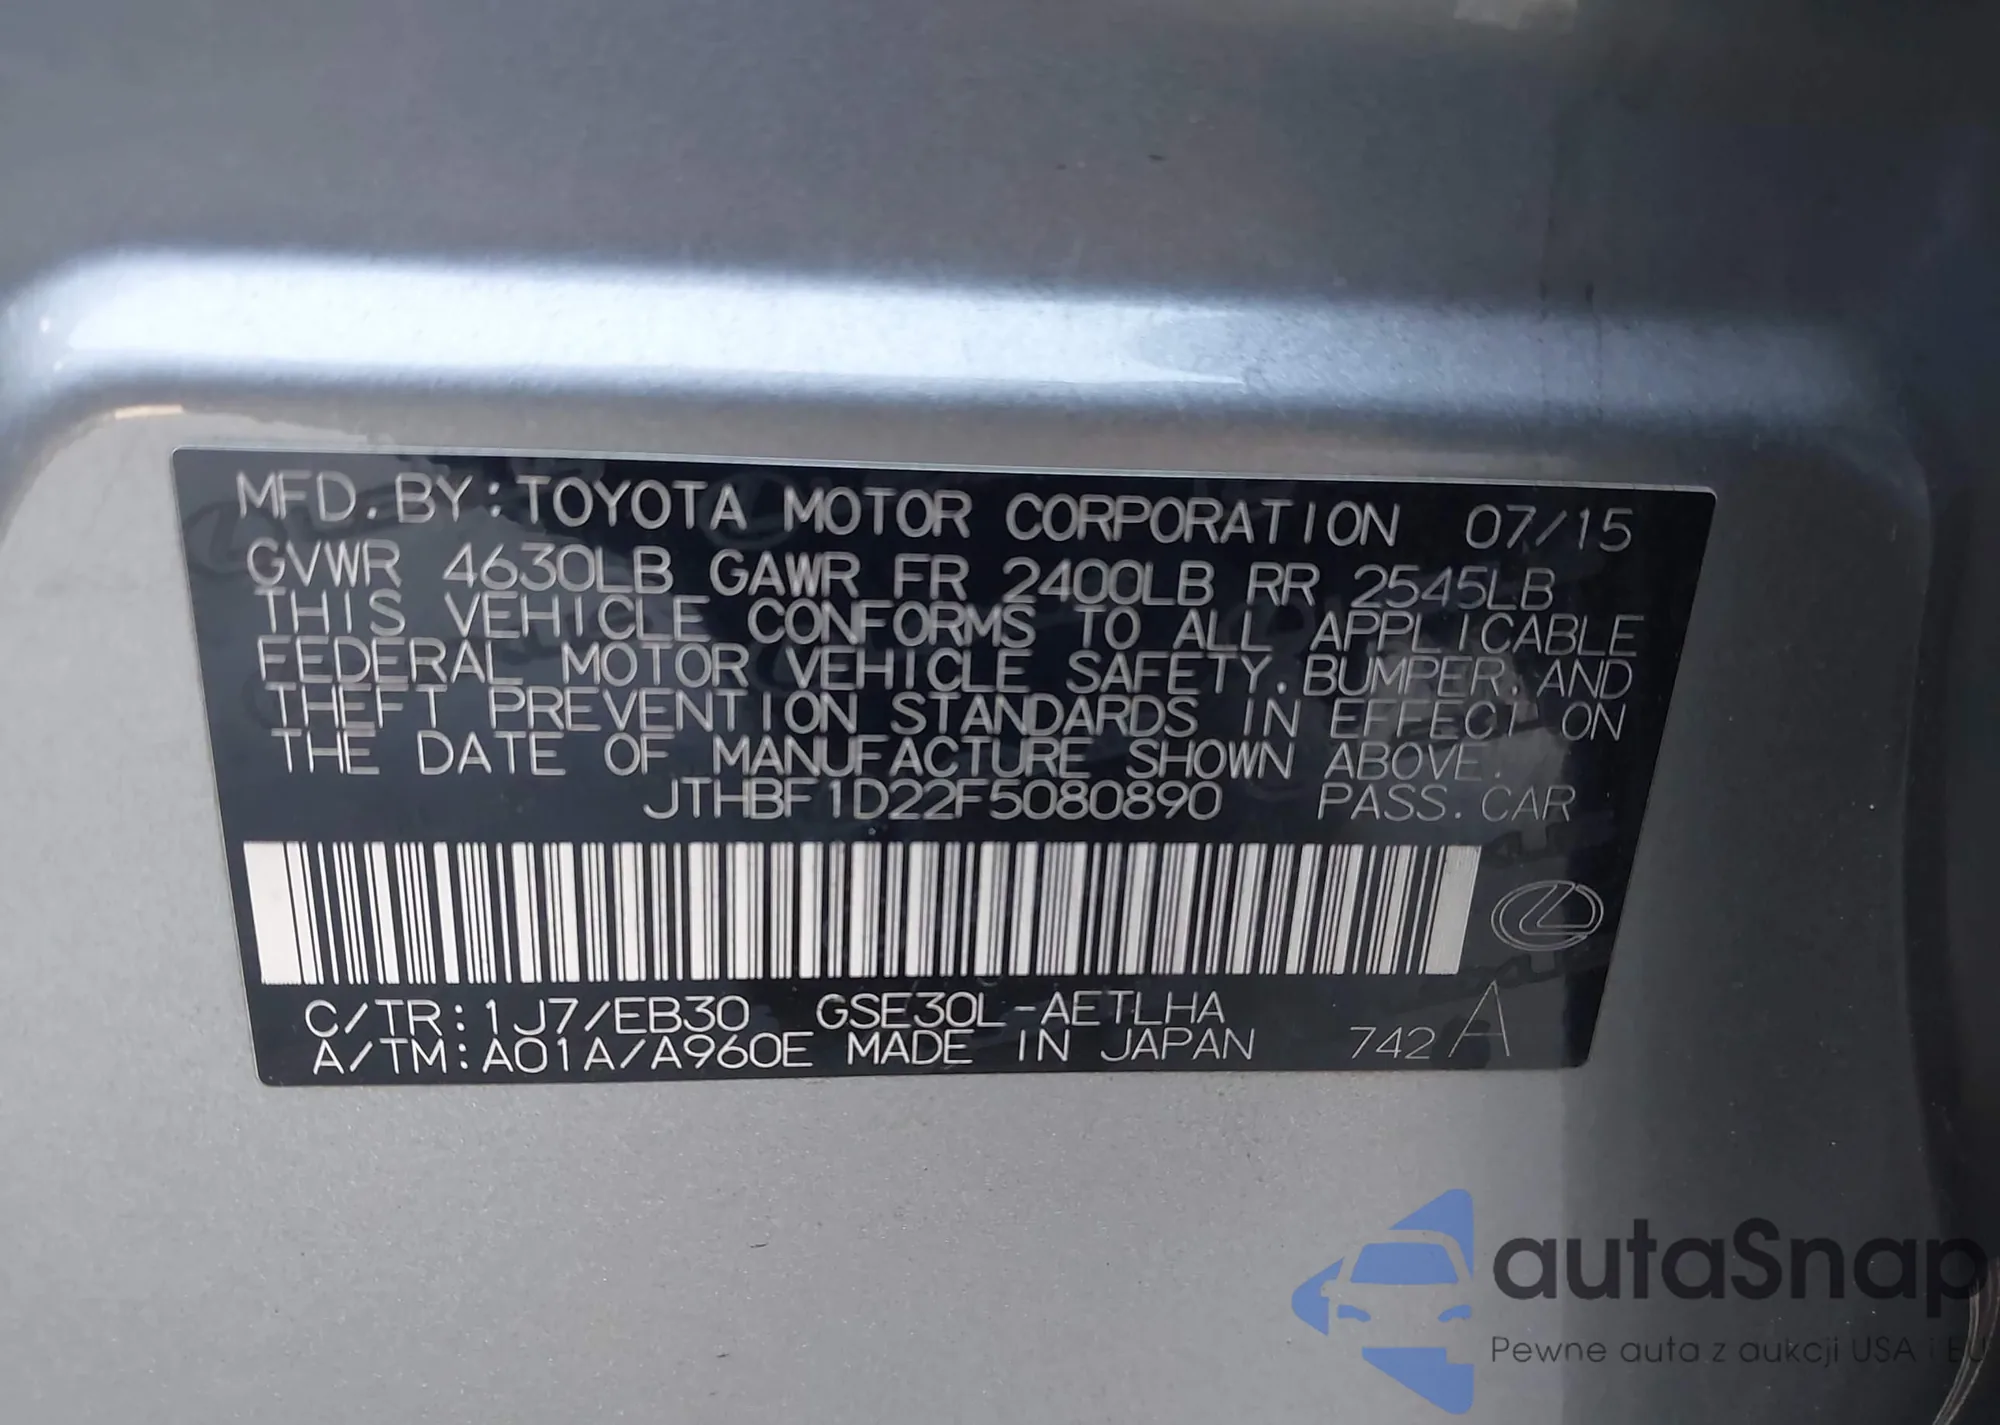 MFD. BY: TOYOTA MOTOR CORPORATION 07/15
GVWR 4630LB GAWR FR 2400LB RR 2545LB
THIS VEHICLE CONFORMS TO ALL APPLICABLE
FEDERAL MOTOR VEHICLE SAFETY, BUMPER, AND
THEFT PREVENTION STANDARDS IN EFFECT ON
THE DATE OF MANUFACTURE SHOWN ABOVE.
JTHBF1D22F5080890 PASS. CAR
C/TR: 1J7/EB30 GSE30L-AETLHA
A/TM: A01A/A960E MADE IN JAPAN 742 A
autaSnap
Pewne auta z aukcji USA i EU